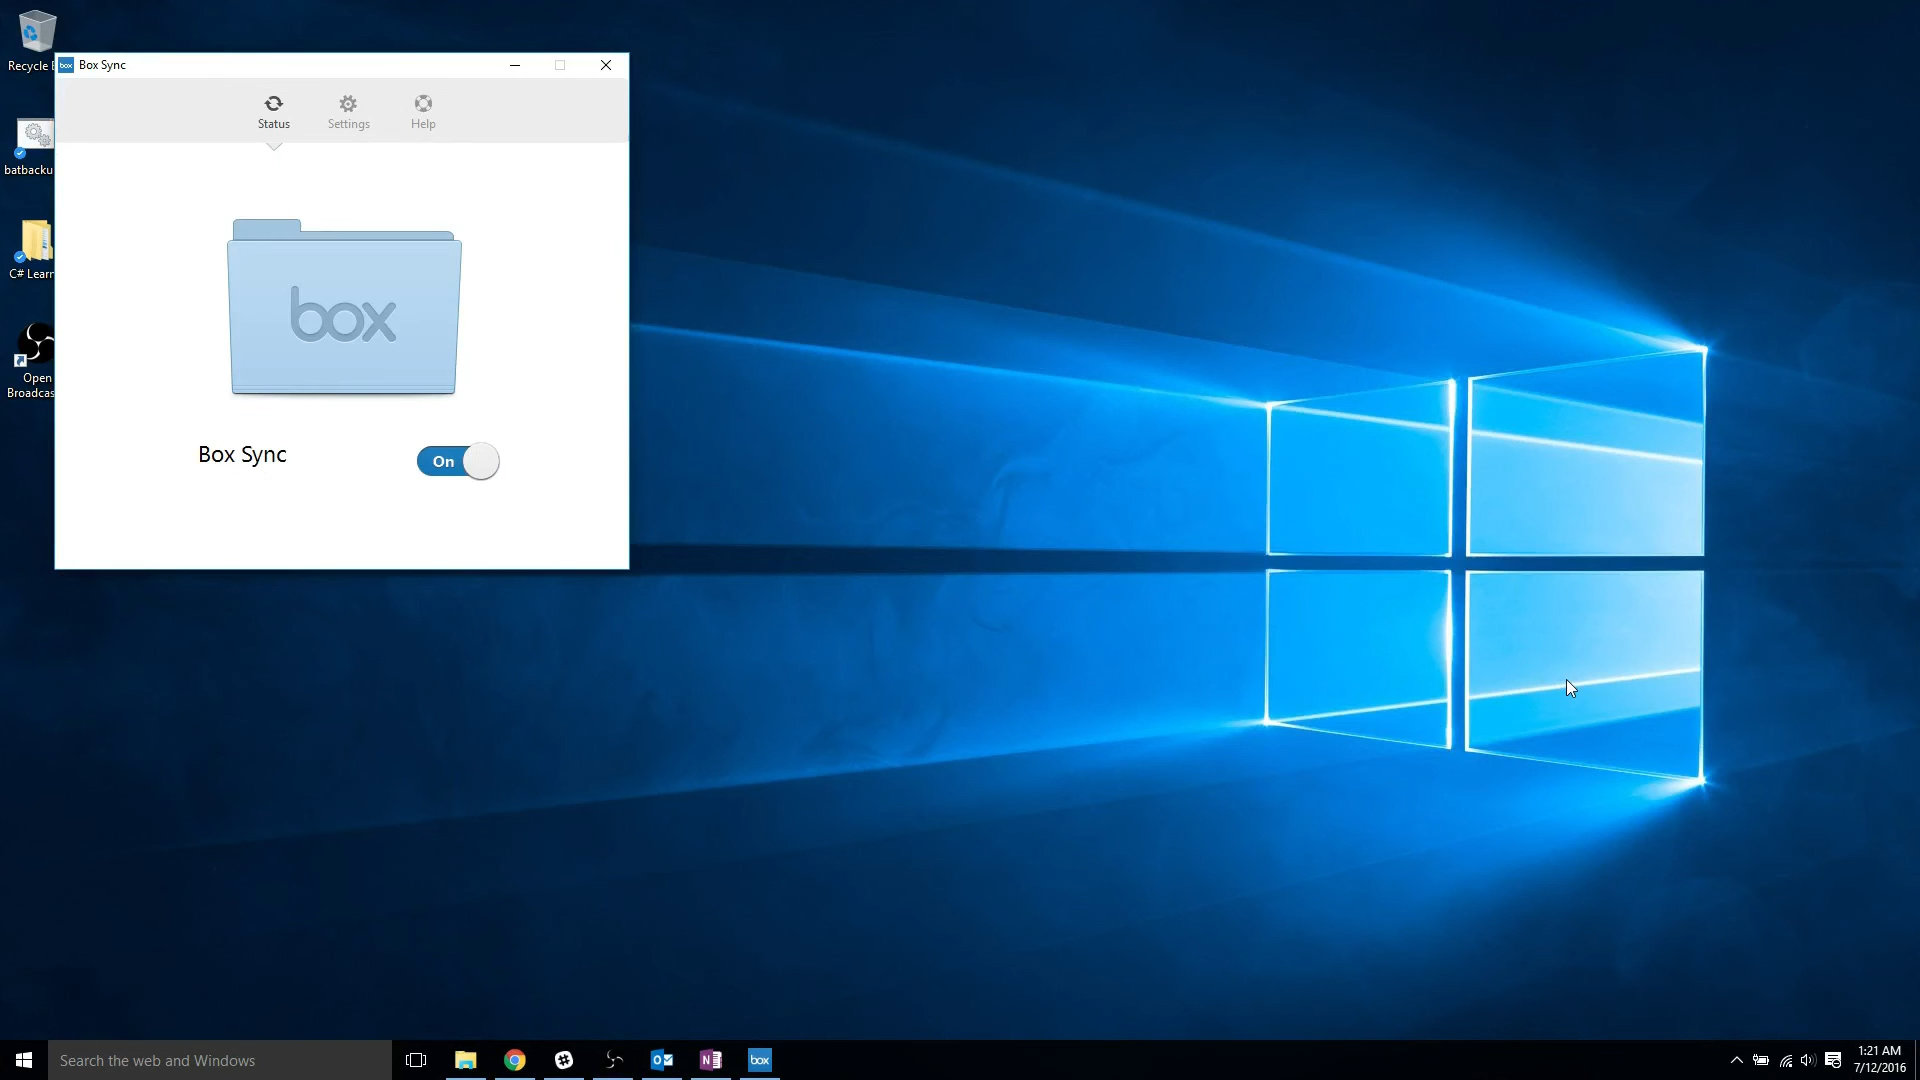 Recycle
Box Sync
Status
Settings
Help
batbacku
C# Learn
box
Open
Broadcas
Box Sync
On
Search the web and Windows
box
1:21 AM
7/12/2016